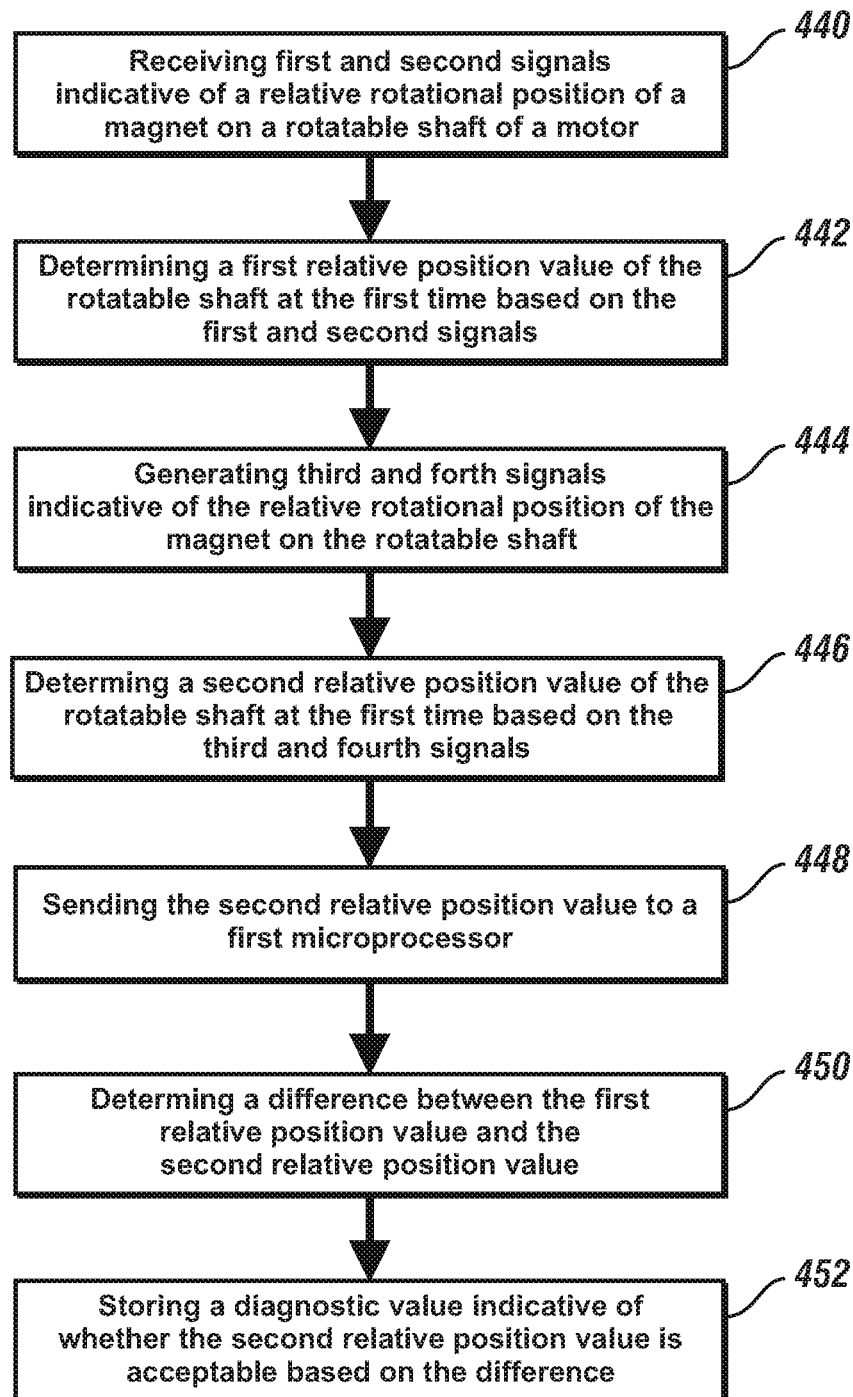 440
Receiving first and second signals
indicative of a relative rotational position of a
magnet on a rotatable shaft of a motor
442
Determining a first relative position value of the
rotatable shaft at the first time based on the
first and second signals
444
Generating third and forth signals
indicative of the relative rotational position of the
magnet on the rotatable shaft
446
Determing a second relative position value of the
rotatable shaft at the first time based on the
third and fourth signals
448
Sending the second relative position value to a
first microprocessor
450
Determing a difference between the first
relative position value and the
second relative position value
452
Storing a diagnostic value indicative of
whether the second relative position value is
acceptable based on the difference